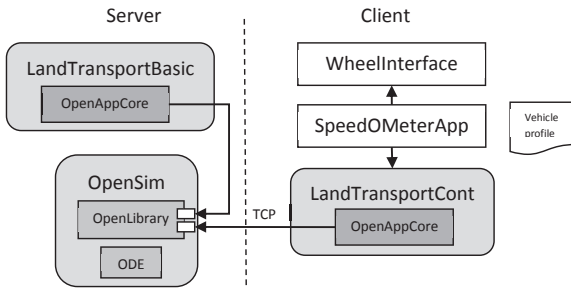 Server
Client
LandTransportBasic
OpenAppCore
WheelInterface
SpeedOMeterApp
Vehicle
profile
OpenSim
OpenLibrary
ODE
TCP
LandTransportCont
OpenAppCore